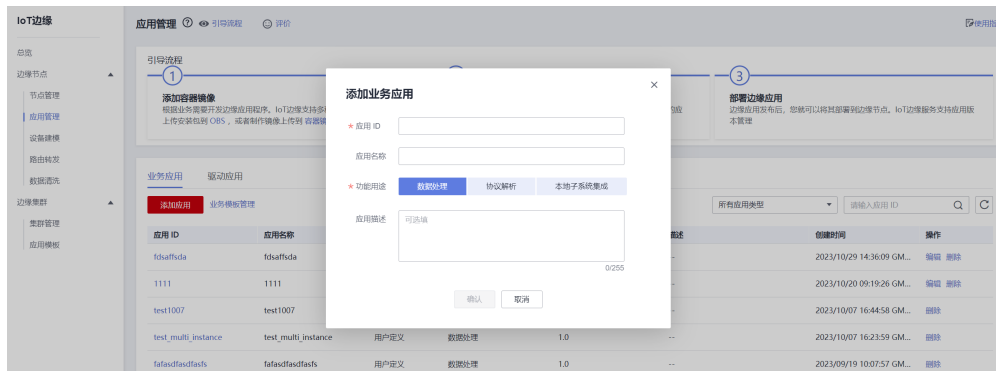 IoT边缘
总览
边缘节点
节点管理
应用管理
设备建模
路由转发
数据清洗
边缘集群
集群管理
应用模板
应用管理 引导流程 评价
使用指
引导流程
1
添加容器镜像
根据业务需要开发边缘应用程序。IoT边缘支持多
上传安装包到 OBS ，或者制作镜像上传到 容器镜
3
部署边缘应用
边缘应用发布后，您就可以将其部署到边缘节点。IoT边缘服务支持应用版
本管理
的应
添加业务应用
* 应用 ID
应用名称
* 功能用途 数据处理 协议解析 本地子系统集成
应用描述 可选填
0/255
确认 取消
业务应用 驱动应用
添加应用 业务模板管理 所有应用类型 请输入应用 ID
应用 ID 应用名称 描述 创建时间 操作
fdsaffsda fdsaffsda -- 2023/10/29 14:36:09 GM... 编辑 删除
1111 1111 -- 2023/10/20 09:19:26 GM... 编辑 删除
test1007 test1007 -- 2023/10/07 16:44:58 GM... 删除
test_multi_instance test_multi_instance 用户定义 数据处理 1.0 -- 2023/10/07 16:23:59 GM... 删除
fafasdfasdfasfs fafasdfasdfasfs 用户定义 数据处理 1.0 -- 2023/09/19 10:07:57 GM... 删除